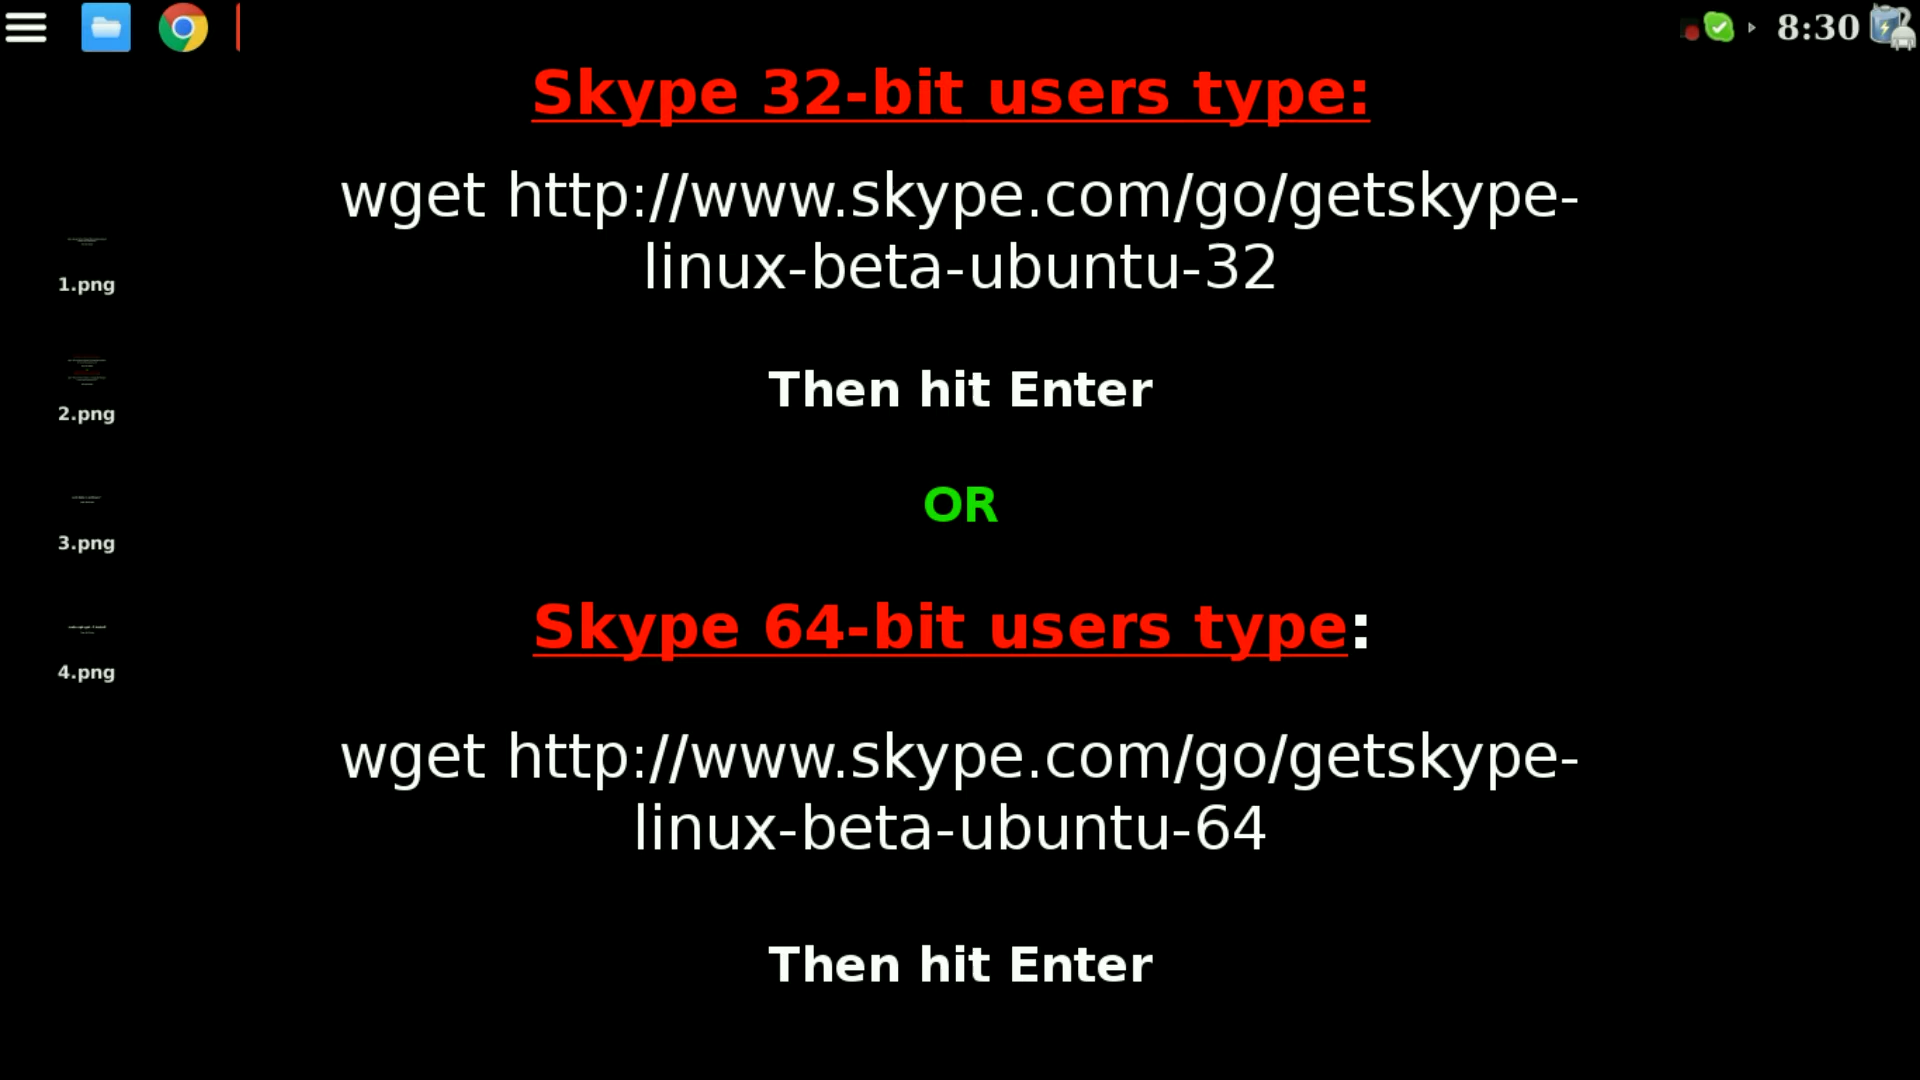 8:30
Skype 32-bit users type:
wget http://www.skype.com/go/getskype-
linux-beta-ubuntu-32
1.png
Then hit Enter
2.png
OR
3.png
Skype 64-bit users type:
4.png
wget http://www.skype.com/go/getskype-
linux-beta-ubuntu-64
Then hit Enter